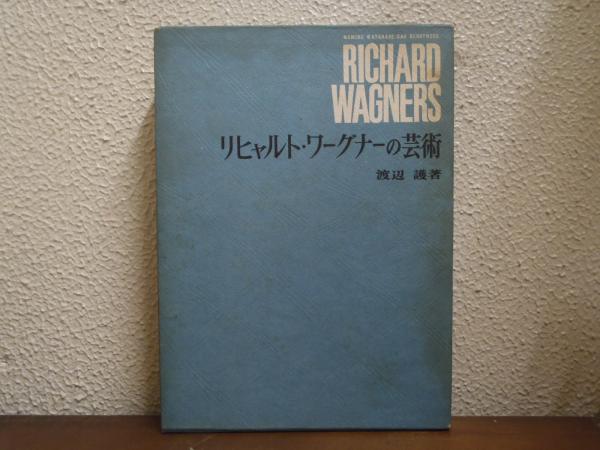 MAMORU WATANABE:DAS BÜHNENOEU
RICHARD
WAGNERS
リヒャルト・ワーグナーの芸術
渡辺 護著